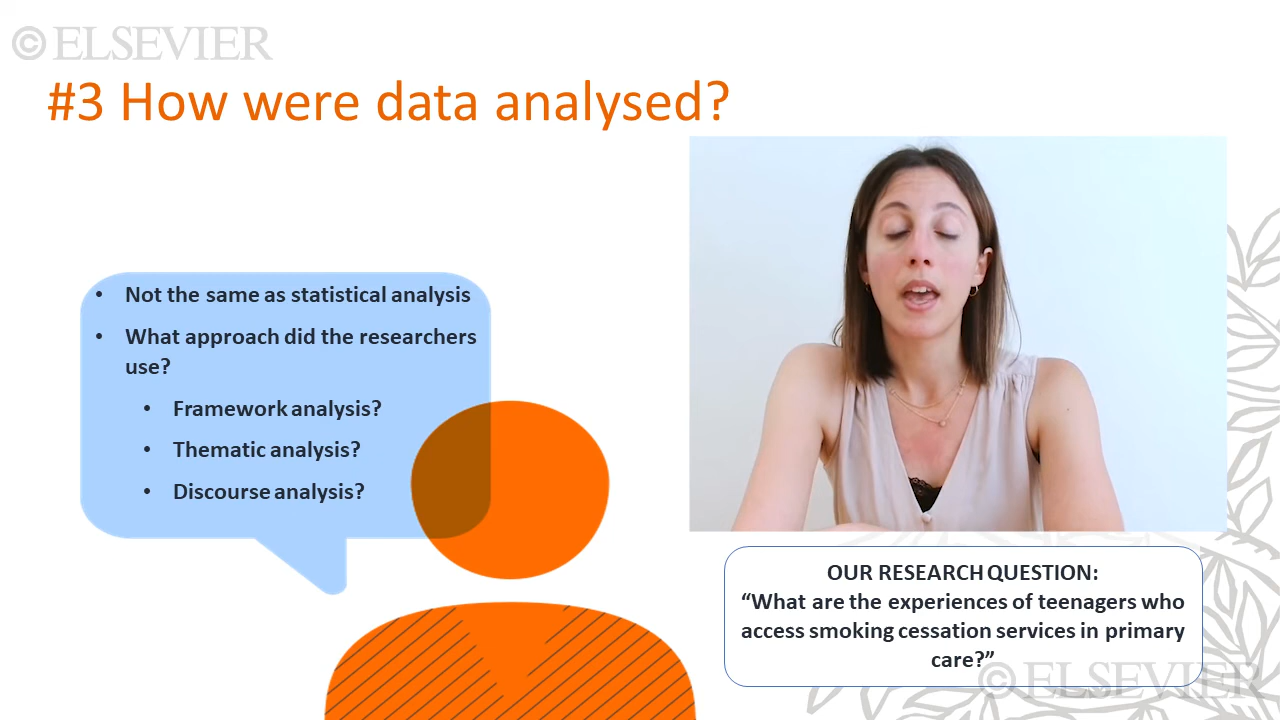 © ELSEVIER
#3 How were data analysed?
• Not the same as statistical analysis
• What approach did the researchers
use?
• Framework analysis?
• Thematic analysis?
• Discourse analysis?
OUR RESEARCH QUESTION:
“What are the experiences of teenagers who
access smoking cessation services in primary
care?”
© ELSEVIER